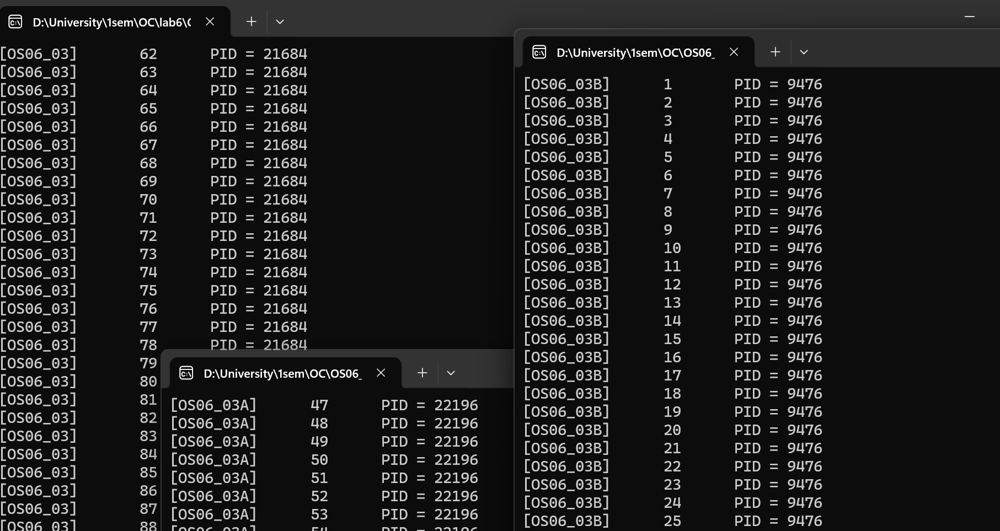 D:\University\1sem\OC\lab6\
[OS06_03] 62 PID = 21684
[OS06_03] 63 PID = 21684
[OS06_03] 64 PID = 21684
[OS06_03] 65 PID = 21684
[OS06_03] 66 PID = 21684
[OS06_03] 67 PID = 21684
[OS06_03] 68 PID = 21684
[OS06_03] 69 PID = 21684
[OS06_03] 70 PID = 21684
[OS06_03] 71 PID = 21684
[OS06_03] 72 PID = 21684
[OS06_03] 73 PID = 21684
[OS06_03] 74 PID = 21684
[OS06_03] 75 PID = 21684
[OS06_03] 76 PID = 21684
[OS06_03] 77 PID = 21684
[OS06_03] 78 PID = 21684
[OS06_03] 79
[OS06_03] 80
[OS06_03] 81
[OS06_03] 82
[OS06_03] 83
[OS06_03] 84
[OS06_03] 85
[OS06_03] 86
[OS06_03] 87
[OS06_03] 88
D:\University\1sem\OC\OS06_
[OS06_03A] 47 PID = 22196
[OS06_03A] 48 PID = 22196
[OS06_03A] 49 PID = 22196
[OS06_03A] 50 PID = 22196
[OS06_03A] 51 PID = 22196
[OS06_03A] 52 PID = 22196
[OS06_03A] 53 PID = 22196
[OS06_03A] 54 PID = 22196
D:\University\1sem\OC\OS06_
[OS06_03B] 1 PID = 9476
[OS06_03B] 2 PID = 9476
[OS06_03B] 3 PID = 9476
[OS06_03B] 4 PID = 9476
[OS06_03B] 5 PID = 9476
[OS06_03B] 6 PID = 9476
[OS06_03B] 7 PID = 9476
[OS06_03B] 8 PID = 9476
[OS06_03B] 9 PID = 9476
[OS06_03B] 10 PID = 9476
[OS06_03B] 11 PID = 9476
[OS06_03B] 12 PID = 9476
[OS06_03B] 13 PID = 9476
[OS06_03B] 14 PID = 9476
[OS06_03B] 15 PID = 9476
[OS06_03B] 16 PID = 9476
[OS06_03B] 17 PID = 9476
[OS06_03B] 18 PID = 9476
[OS06_03B] 19 PID = 9476
[OS06_03B] 20 PID = 9476
[OS06_03B] 21 PID = 9476
[OS06_03B] 22 PID = 9476
[OS06_03B] 23 PID = 9476
[OS06_03B] 24 PID = 9476
[OS06_03B] 25 PID = 9476